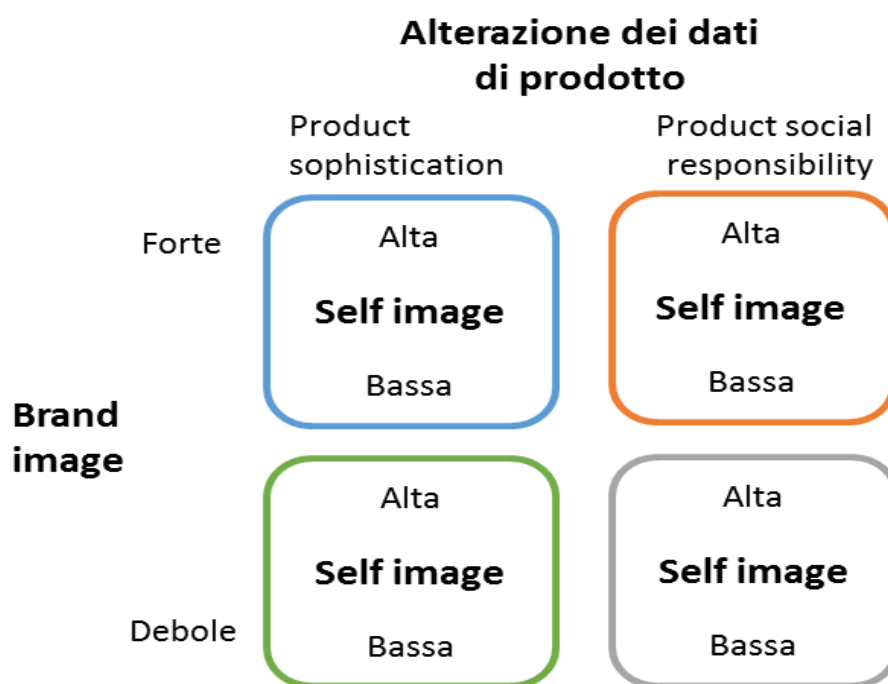 Alterazione dei dati
di prodotto
Product
sophistication
Product social
responsibility
Forte
Alta
Self image
Bassa
Alta
Self image
Bassa
Brand
image
Debole
Alta
Self image
Bassa
Alta
Self image
Bassa